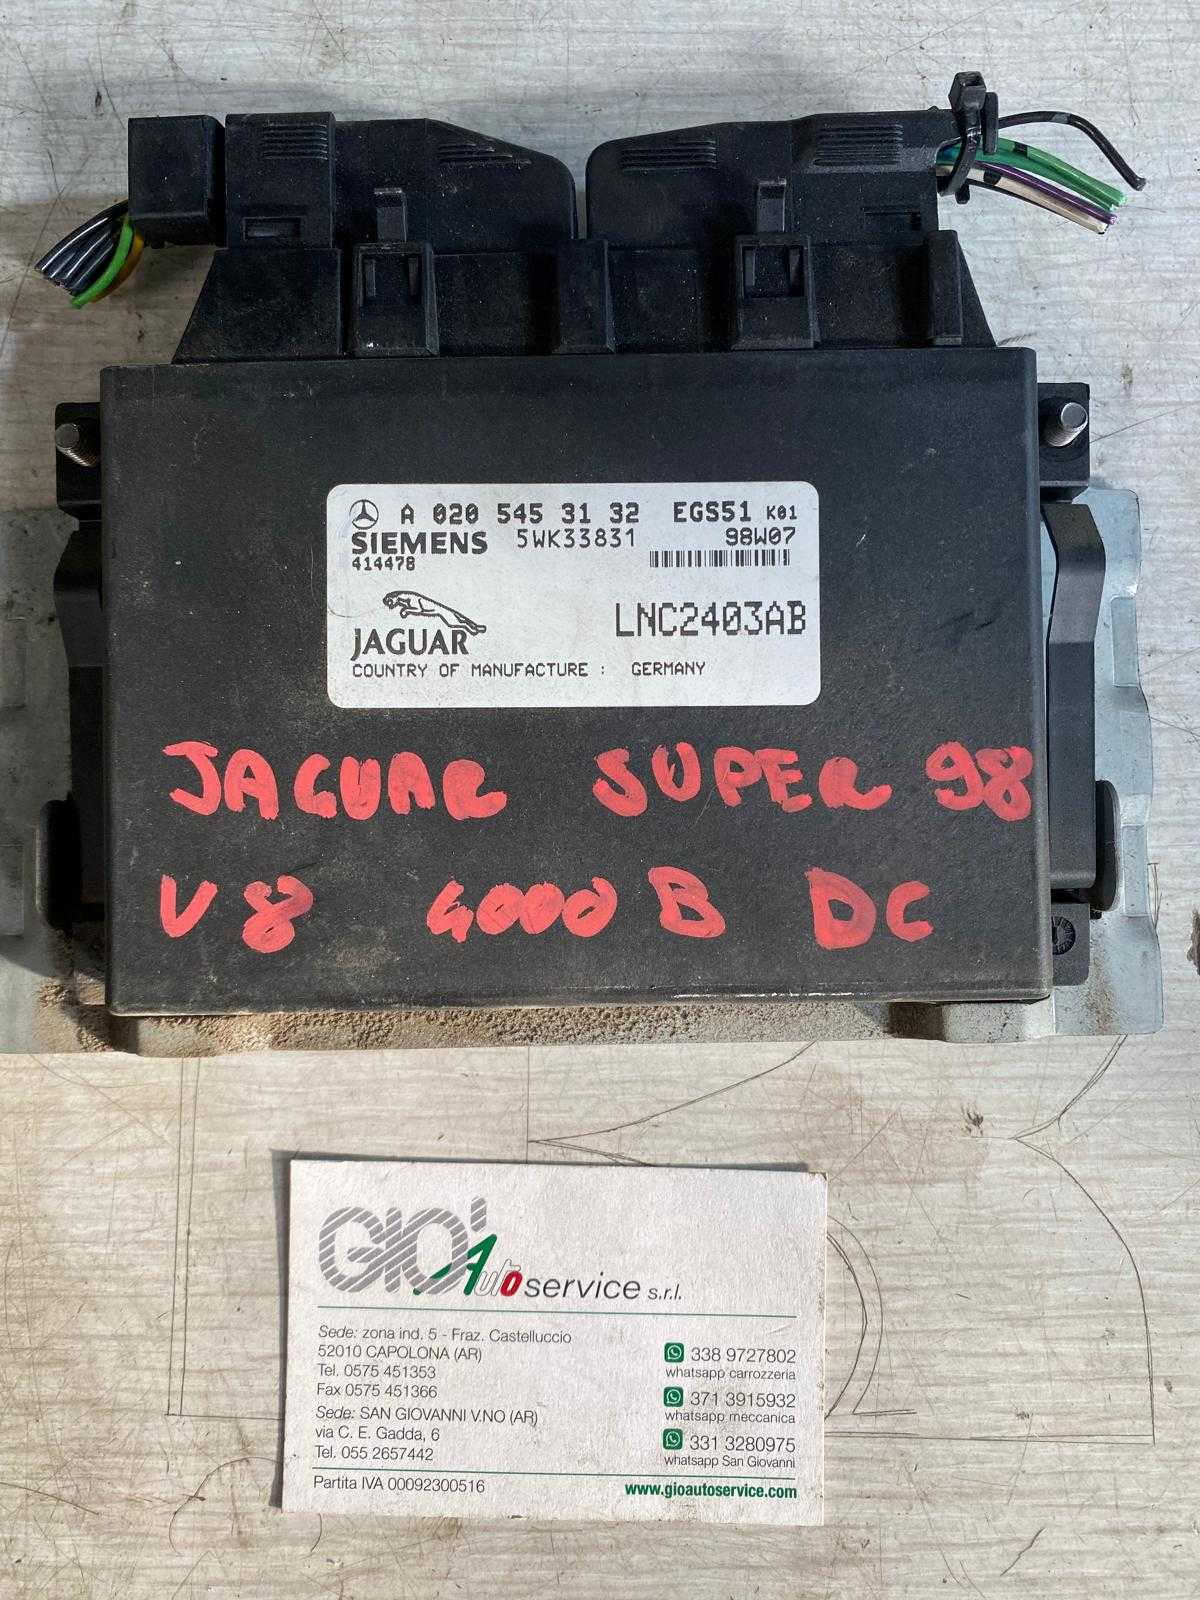 A 020 545 31 32 EGS51 K01
SIEMENS 5WK33831 98W07
414478
JAGUAR LNC2403AB
COUNTRY OF MANUFACTURE : GERMANY
JAGUAR SUPER 98
V8 4000 B DC
GIO' Autoservice s.r.l.
Sede: zona ind. 5 - Fraz. Castelluccio
52010 CAPOLONA (AR)
Tel. 0575 451353
Fax 0575 451366
Sede: SAN GIOVANNI V.NO (AR)
via C. E. Gadda, 6
Tel. 055 2657442
Partita IVA 00092300516
338 9727802
whatsapp carrozzeria
371 3915932
whatsapp meccanica
331 3280975
whatsapp San Giovanni
www.gioautoservice.com